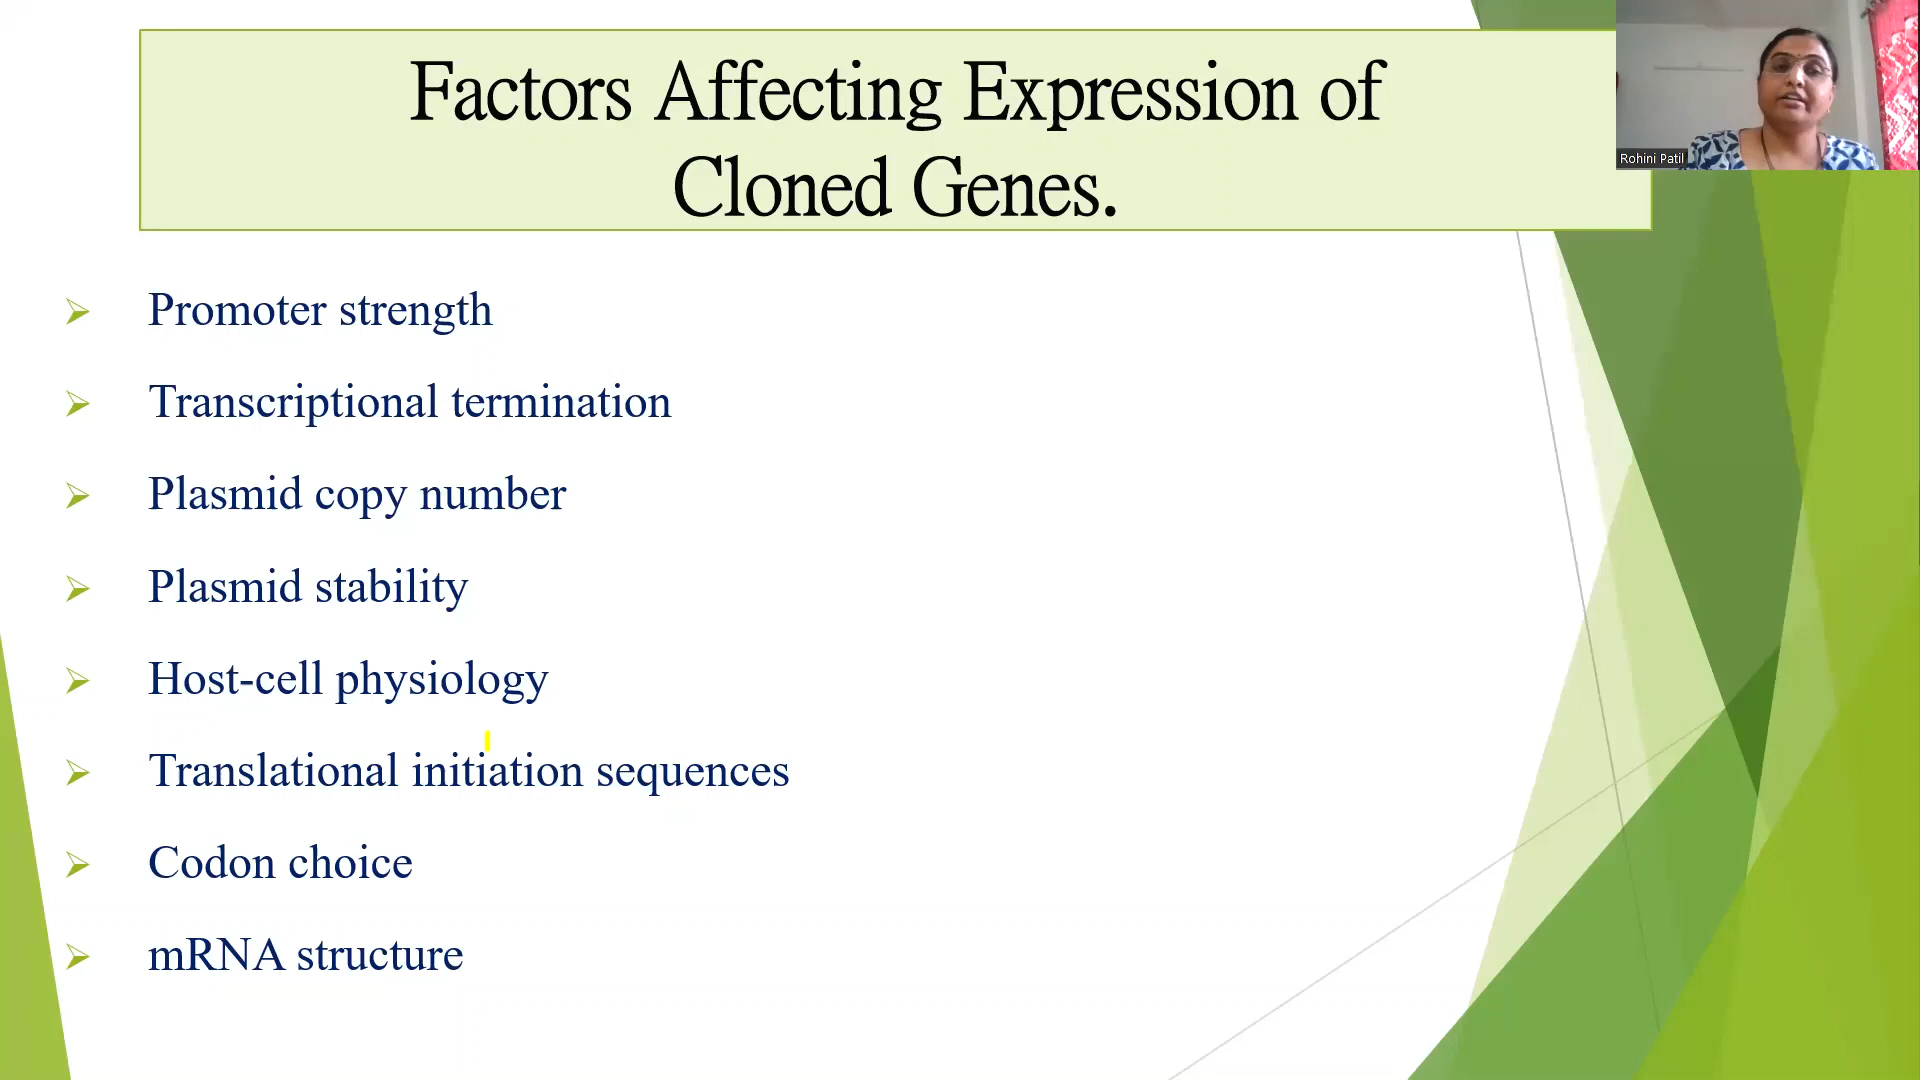 Factors Affecting Expression of
Cloned Genes.
Rohini Patil
Promoter strength
Transcriptional termination
Plasmid copy number
Plasmid stability
Host-cell physiology
Translational initiation sequences
Codon choice
mRNA structure